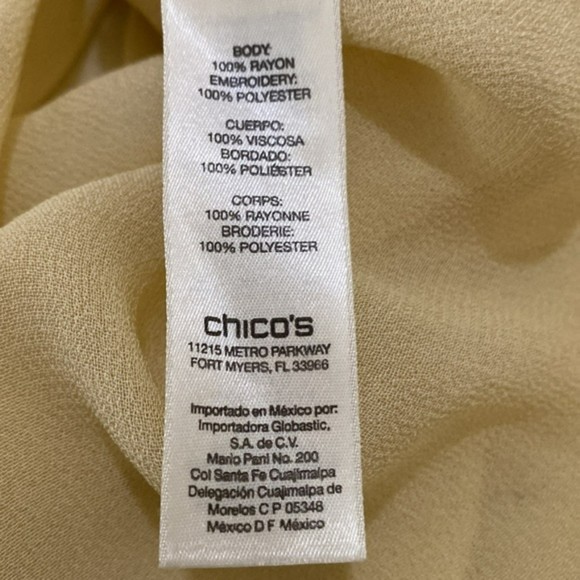 BODY:
100% RAYON
EMBROIDERY:
100% POLYESTER
CUERPO:
100% VISCOSA
BORDADO:
100% POLIÉSTER
CORPS:
100% RAYONNE
BRODERIE:
100% POLYESTER
chico's
11215 METRO PARKWAY
FORT MYERS, FL 33966
Importado en México por:
Importadora Globastic,
S.A. de C.V.
Mario Pani No. 200
Col Santa Fe Cuajimalpa
Delegación Cuajimalpa de
Morelos C P 05348
México D F México